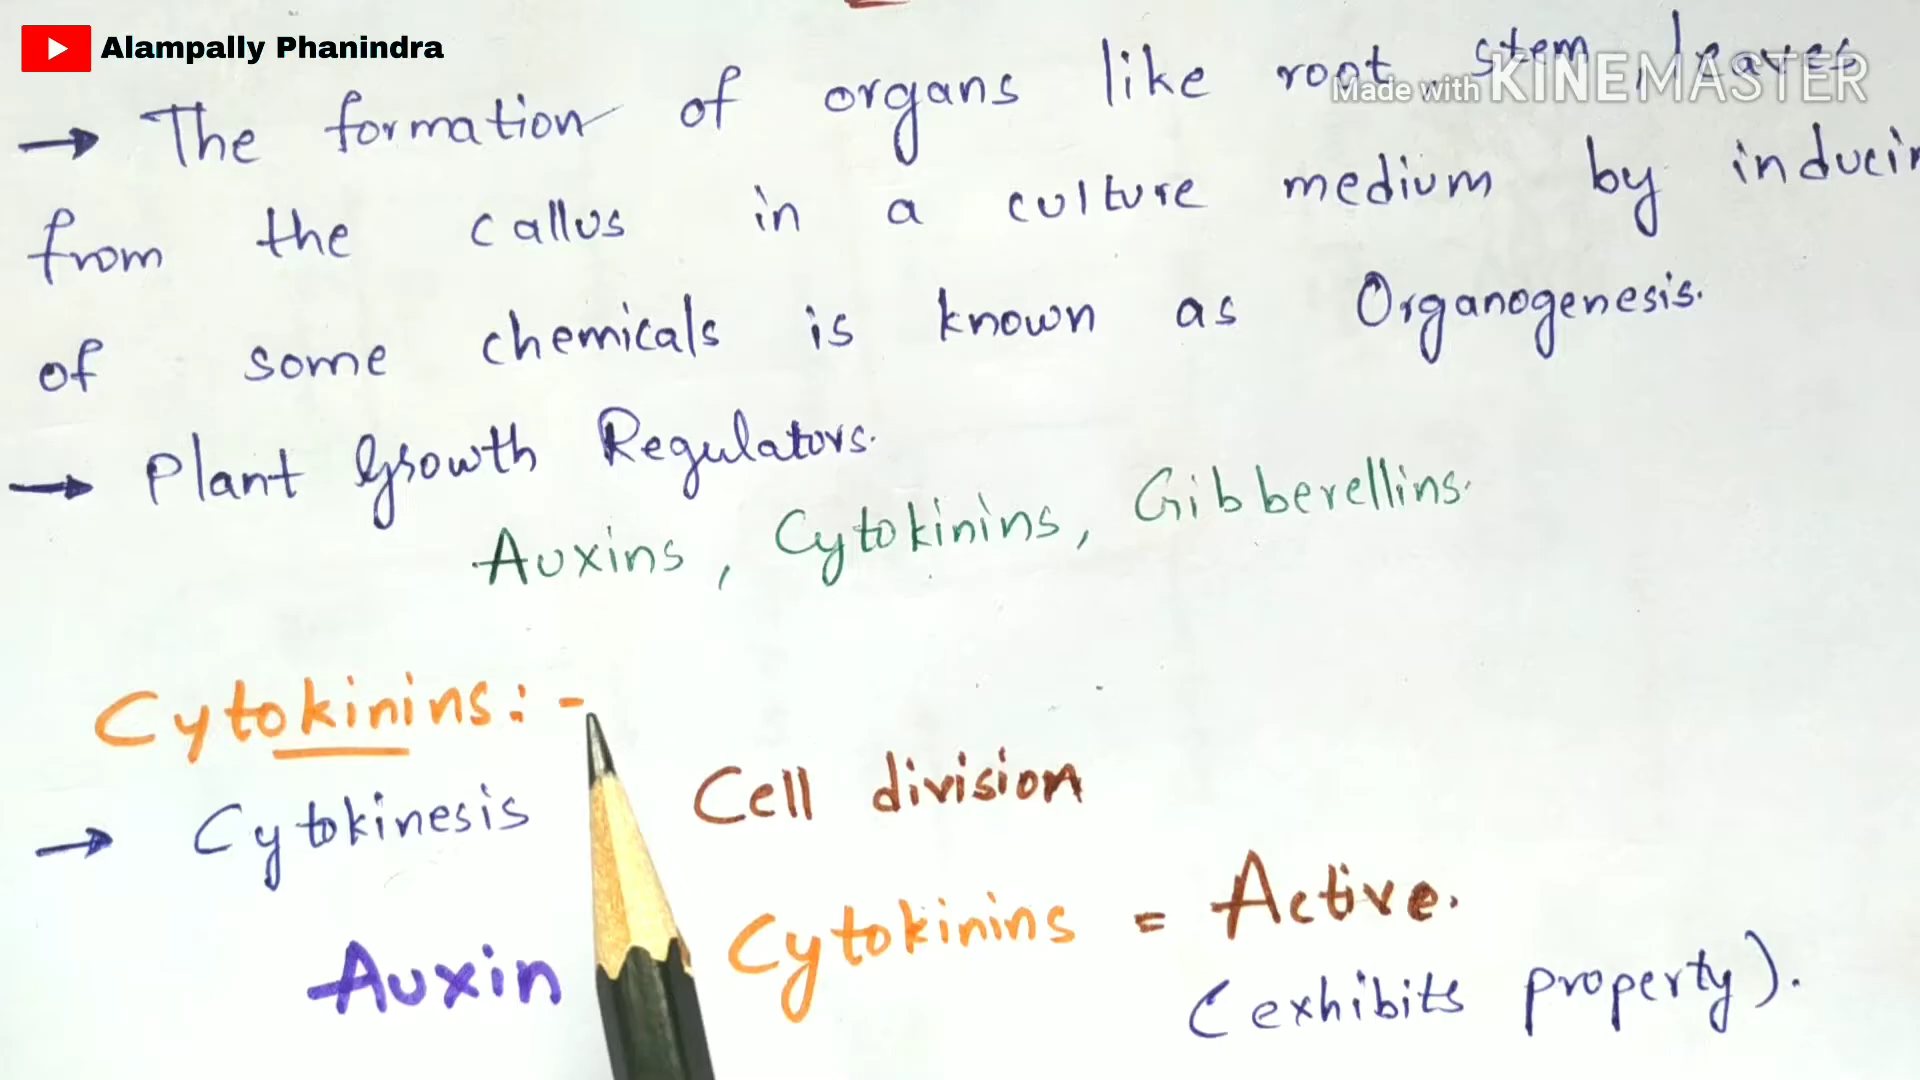 Alampally Phanindra
Made with KINEMASTER
→ The formation of organs like root, stem, leaves
from the callus in a culture medium by inducin
of some chemicals is known as Organogenesis.
→ Plant Growth Regulators.
Auxins, Cytokinins, Gibberellins.
Cytokinins: -
→ Cytokinesis Cell division
Auxin Cytokinins = Active.
(exhibits property).